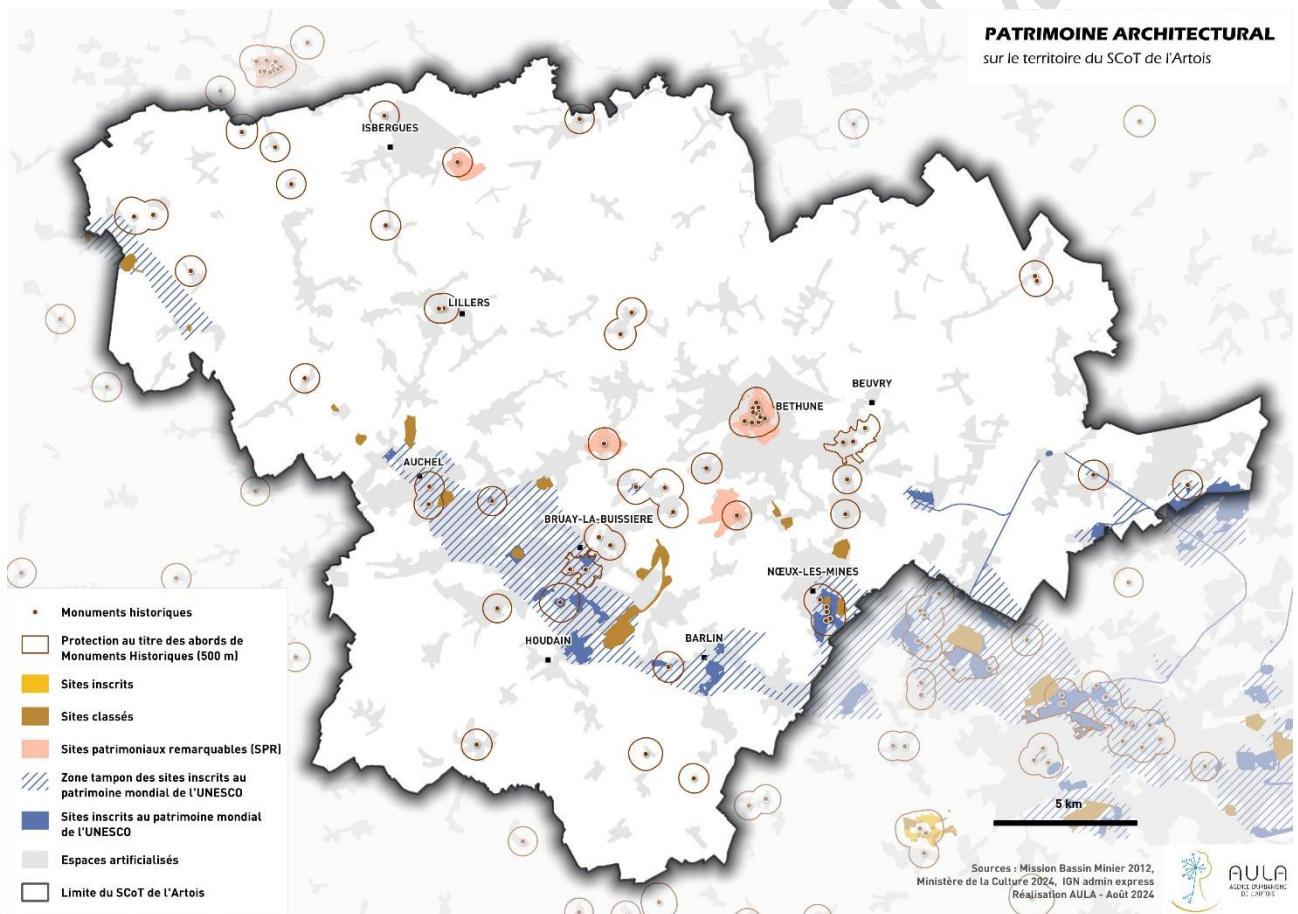 PATRIMOINE ARCHITECTURAL
sur le territoire du SCoT de l'Artois
ISBERGUES
LILLERS
BEUVRY
BETHUNE
AUCHEL
BRUAY-LA-BUISSIERE
NŒUX-LES-MINES
HOUDAIN
BARLIN
Monuments historiques
Protection au titre des abords de
Monuments Historiques (500 m)
Sites inscrits
Sites classés
Sites patrimoniaux remarquables (SPR)
Zone tampon des sites inscrits au
patrimoine mondial de l'UNESCO
Sites inscrits au patrimoine mondial
de l'UNESCO
Espaces artificialisés
Limite du SCoT de l'Artois
5 km
Sources : Mission Bassin Minier 2012,
Ministère de la Culture 2024, IGN admin express
Réalisation AULA - Août 2024
AULA
AGENCE D'URBANISME
DE L'ARTOIS